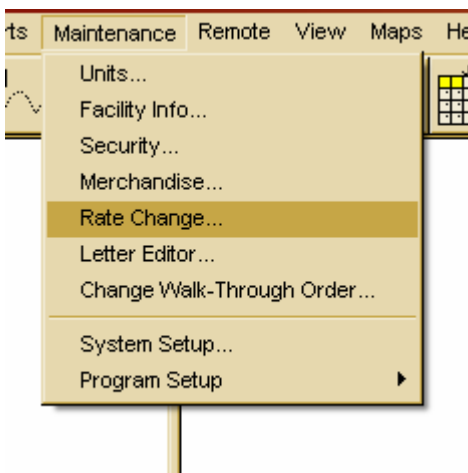 ts Maintenance Remote View Maps He
Units...
Facility Info...
Security...
Merchandise...
Rate Change...
Letter Editor...
Change Walk-Through Order...
System Setup...
Program Setup